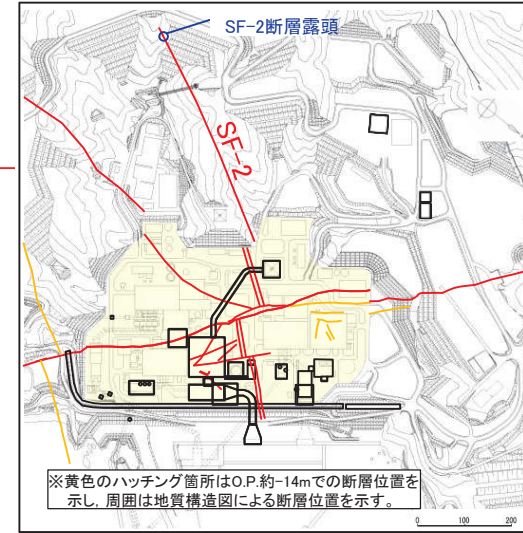 SF-2断層露頭
SF-2
※黄色のハッチング箇所はO.P.約-14mでの断層位置を
示し，周囲は地質構造図による断層位置を示す。
0 100 200